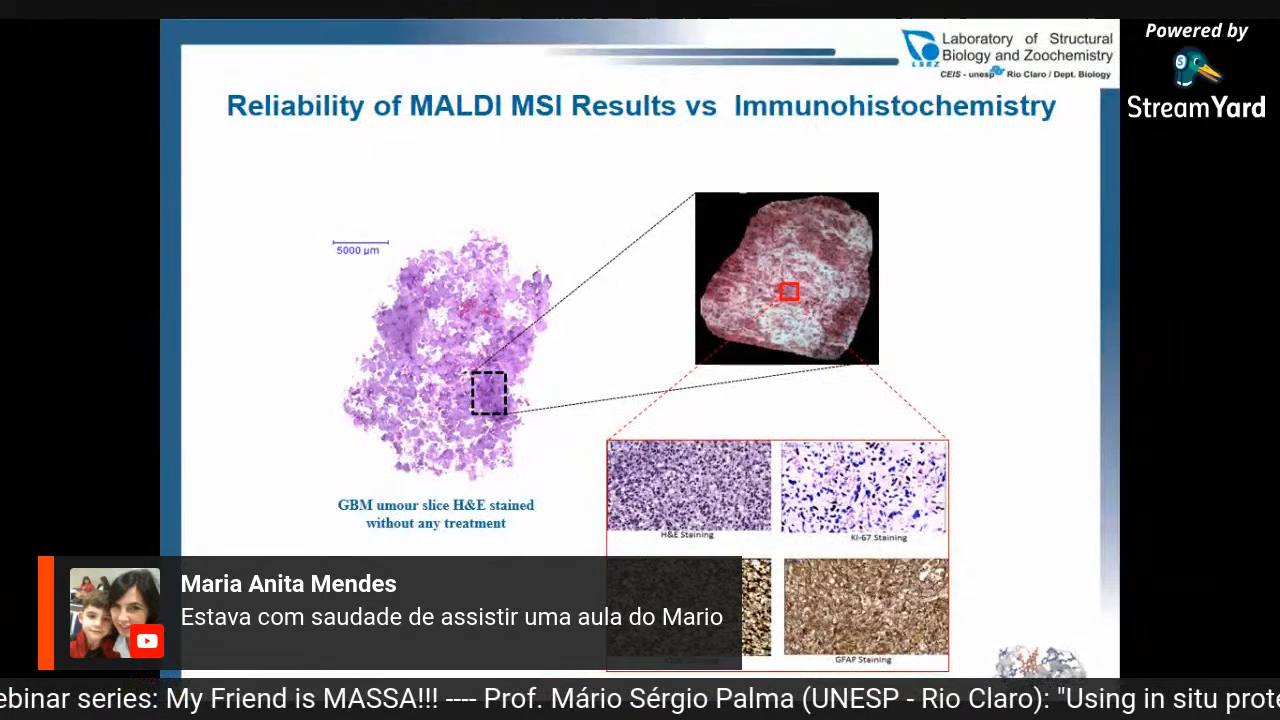 Laboratory of Structural
Biology and Zoochemistry
LSBZ
CEIS - unesp Rio Claro / Dept. Biology
Powered by
S
StreamYard
Reliability of MALDI MSI Results vs Immunohistochemistry
5000 µm
GBM umour slice H&E stained
without any treatment
H&E Staining
KI-67 Staining
GFAP Staining
Maria Anita Mendes
Estava com saudade de assistir uma aula do Mario
ebinar series: My Friend is MASSA!!! ---- Prof. Mário Sérgio Palma (UNESP - Rio Claro): "Using in situ prote